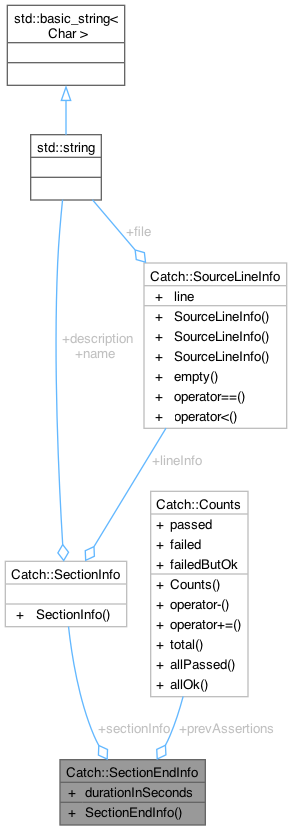 std::basic_string<
Char >
std::string
+file
Catch::SourceLineInfo
+ line
+ SourceLineInfo()
+ SourceLineInfo()
+ SourceLineInfo()
+ empty()
+ operator==()
+ operator<()
+description
+name
+lineInfo
Catch::Counts
+ passed
+ failed
+ failedButOk
+ Counts()
+ operator-()
+ operator+=()
+ total()
+ allPassed()
+ allOk()
Catch::SectionInfo
+ SectionInfo()
+sectionInfo
+prevAssertions
Catch::SectionEndInfo
+ durationInSeconds
+ SectionEndInfo()